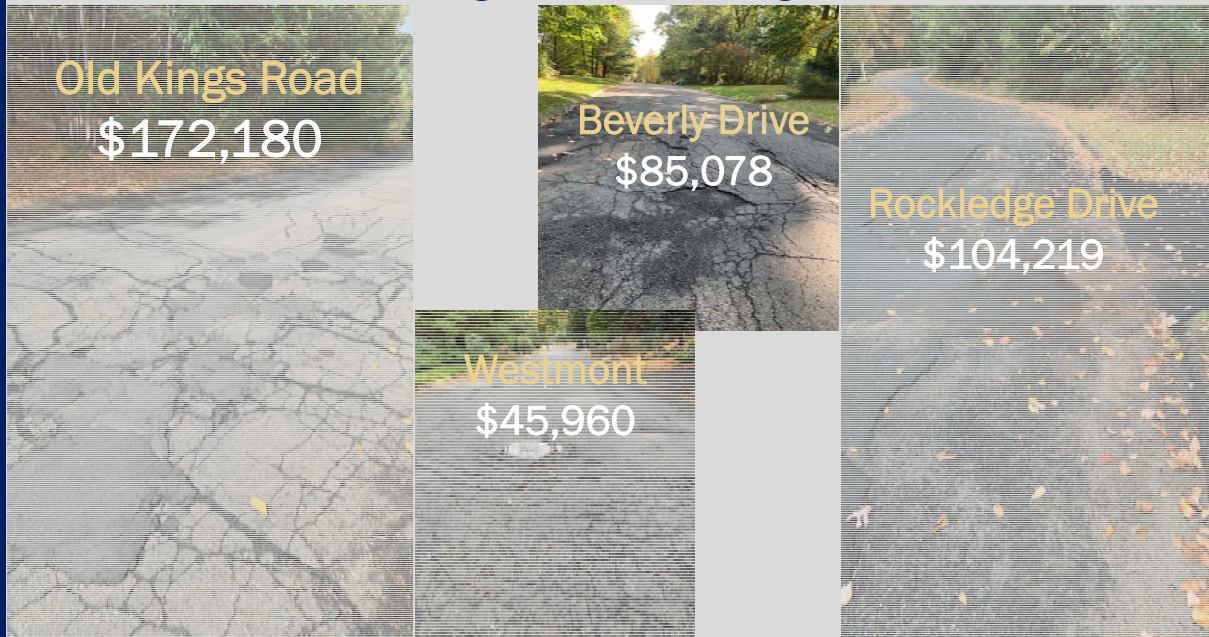 Old Kings Road
$172,180
Beverly Drive
$85,078
Rockledge Drive
$104,219
Westmont
$45,960